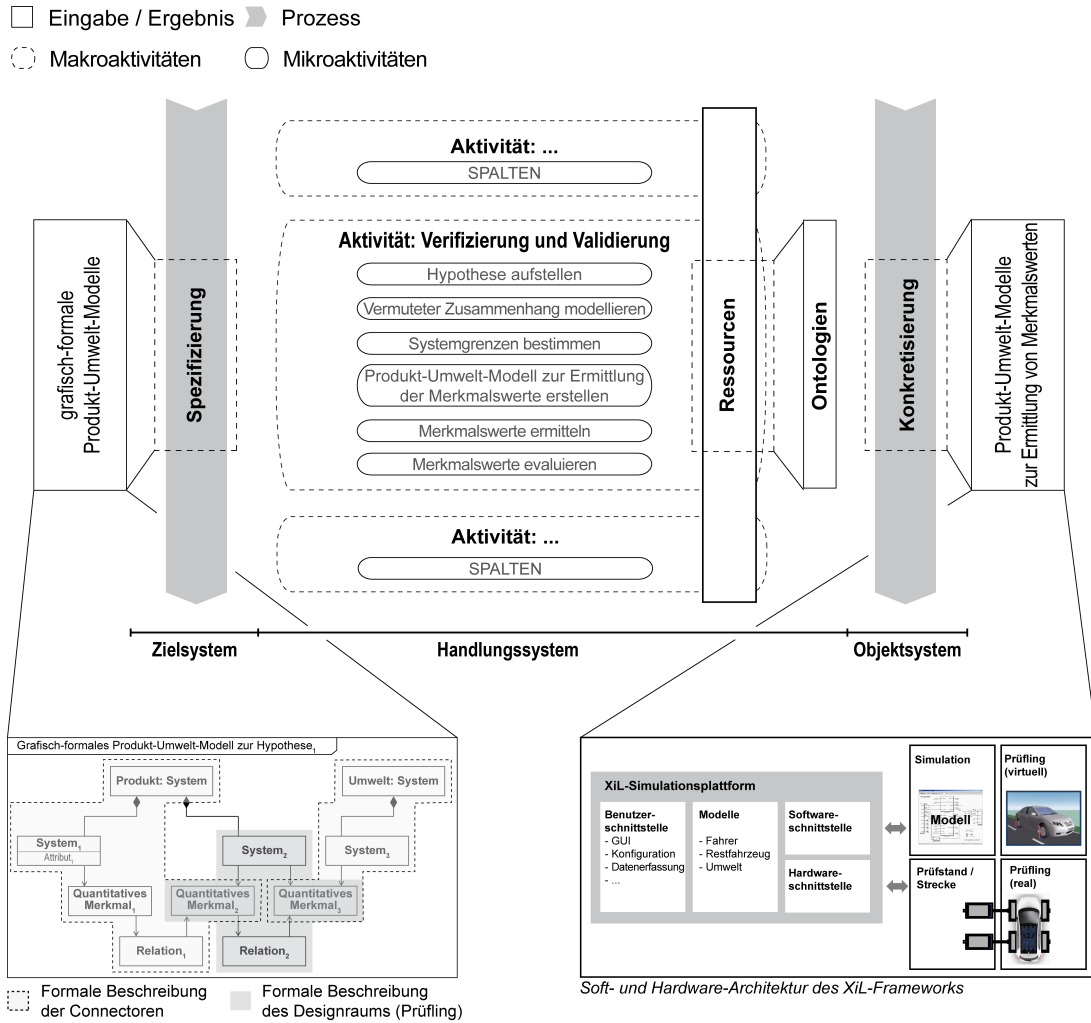 Eingabe / Ergebnis
Prozess
Makroaktivitäten
Mikroaktivitäten
Aktivität: ...
SPALTEN
Aktivität: Verifizierung und Validierung
Hypothese aufstellen
Vermuteter Zusammenhang modellieren
Systemgrenzen bestimmen
Produkt-Umwelt-Modell zur Ermittlung
der Merkmalswerte erstellen
Merkmalswerte ermitteln
Merkmalswerte evaluieren
Aktivität: ...
SPALTEN
grafisch-formale
Produkt-Umwelt-Modelle
Spezifizierung
Ressourcen
Ontologien
Konkretisierung
Produkt-Umwelt-Modelle
zur Ermittlung von Merkmalswerten
Zielsystem
Handlungssystem
Objektsystem
Grafisch-formales Produkt-Umwelt-Modell zur Hypothese1
Produkt: System
Umwelt: System
System1
Attribut1
System2
System3
Quantitatives
Merkmal1
Quantitatives
Merkmal2
Quantitatives
Merkmal3
Relation1
Relation2
Formale Beschreibung
der Connectoren
Formale Beschreibung
des Designraums (Prüfling)
XiL-Simulationsplattform
Benutzer-
schnittstelle
- GUI
- Konfiguration
- Datenerfassung
- ...
Modelle
- Fahrer
- Restfahrzeug
- Umwelt
Software-
schnittstelle
Hardware-
schnittstelle
Simulation
Modell
Prüfling
(virtuell)
Prüfstand /
Strecke
Prüfling
(real)
Soft- und Hardware-Architektur des XiL-Frameworks